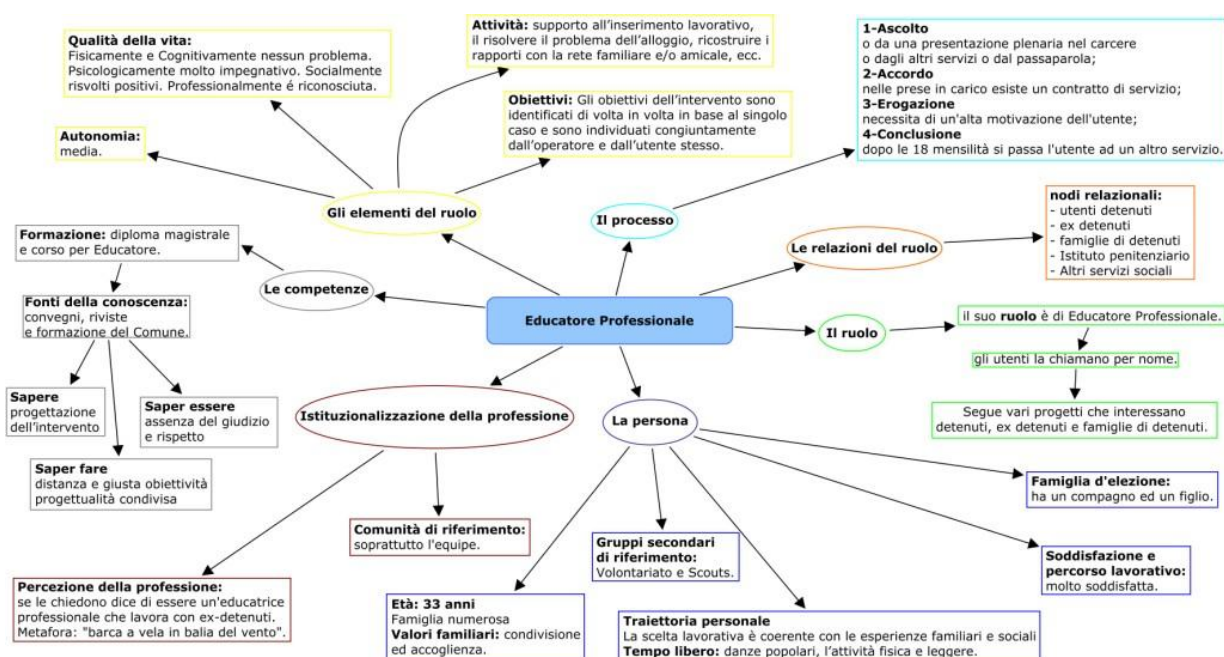 Qualità della vita:
Fisicamente e Cognitivamente nessun problema.
Psicologicamente molto impegnativo. Socialmente
risvolti positivi. Professionalmente é riconosciuta.
Attività: supporto all'inserimento lavorativo,
il risolvere il problema dell'alloggio, ricostruire i
rapporti con la rete familiare e/o amicale, ecc.
1-Ascolto
o da una presentazione plenaria nel carcere
o dagli altri servizi o dal passaparola;
2-Accordo
nelle prese in carico esiste un contratto di servizio;
3-Erogazione
necessita di un'alta motivazione dell'utente;
4-Conclusione
dopo le 18 mensilità si passa l'utente ad un altro servizio.
Obiettivi: Gli obiettivi dell'intervento sono
identificati di volta in volta in base al singolo
caso e sono individuati congiuntamente
dall'operatore e dall'utente stesso.
Autonomia:
media.
Gli elementi del ruolo
Il processo
nodi relazionali:
- utenti detenuti
- ex detenuti
- famiglie di detenuti
- Istituto penitenziario
- Altri servizi sociali
Le relazioni del ruolo
Formazione: diploma magistrale
e corso per Educatore.
Le competenze
Fonti della conoscenza:
convegni, riviste
e formazione del Comune.
Educatore Professionale
Il ruolo
il suo ruolo è di Educatore Professionale.
gli utenti la chiamano per nome.
Segue vari progetti che interessano
detenuti, ex detenuti e famiglie di detenuti.
Sapere
progettazione
dell'intervento
Saper essere
assenza del giudizio
e rispetto
Saper fare
distanza e giusta obiettività
progettualità condivisa
Istituzionalizzazione della professione
La persona
Famiglia d'elezione:
ha un compagno ed un figlio.
Comunità di riferimento:
soprattutto l'equipe.
Gruppi secondari
di riferimento:
Volontariato e Scouts.
Soddisfazione e
percorso lavorativo:
molto soddisfatta.
Percezione della professione:
se le chiedono dice di essere un'educatrice
professionale che lavora con ex-detenuti.
Metafora: "barca a vela in balia del vento".
Età: 33 anni
Famiglia numerosa
Valori familiari: condivisione
ed accoglienza.
Traiettoria personale
La scelta lavorativa è coerente con le esperienze familiari e sociali
Tempo libero: danze popolari, l'attività fisica e leggere.